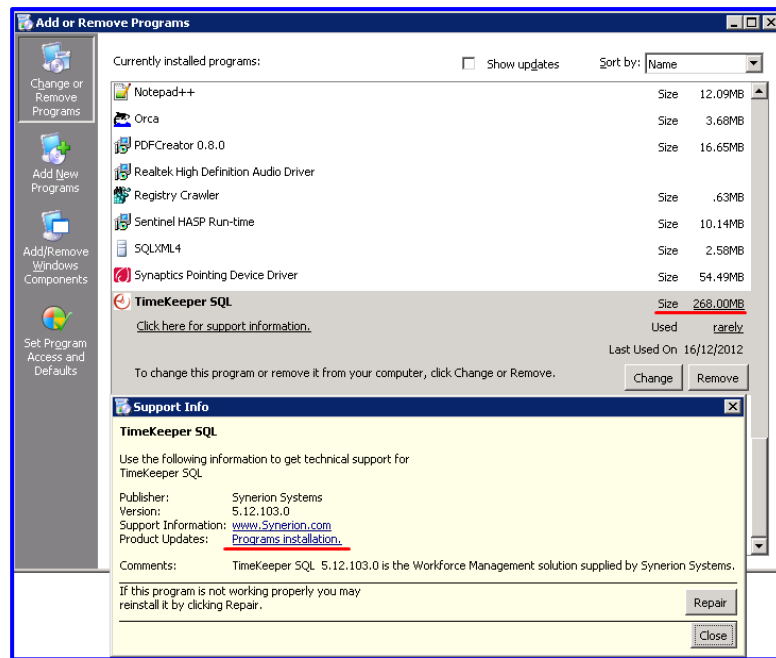 Add or Remove Programs
Currently installed programs:
Show updates
Sort by: Name
Change or
Remove
Programs
Add New
Programs
Add/Remove
Windows
Components
Set Program
Access and
Defaults
Notepad++ Size 12.09MB
Orca Size 3.68MB
PDFCreator 0.8.0 Size 16.65MB
Realtek High Definition Audio Driver
Registry Crawler Size .63MB
Sentinel HASP Run-time Size 10.14MB
SQLXML4 Size 2.58MB
Synaptics Pointing Device Driver Size 54.49MB
TimeKeeper SQL Size 268.00MB
Click here for support information. Used rarely
Last Used On 16/12/2012
To change this program or remove it from your computer, click Change or Remove. Change Remove
Support Info
TimeKeeper SQL
Use the following information to get technical support for
TimeKeeper SQL
Publisher: Synerion Systems
Version: 5.12.103.0
Support Information: www.Synerion.com
Product Updates: Programs installation.
Comments: TimeKeeper SQL 5.12.103.0 is the Workforce Management solution supplied by Synerion Systems.
If this program is not working properly you may
reinstall it by clicking Repair.
Repair
Close